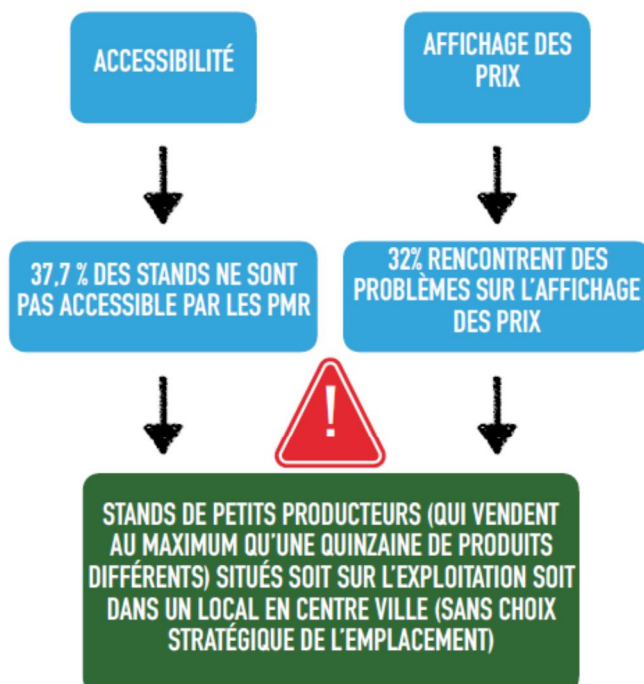 ACCESSIBILITÉ
AFFICHAGE DES
PRIX
37,7 % DES STANDS NE SONT
PAS ACCESSIBLE PAR LES PMR
32% RENCONTRENT DES
PROBLÈMES SUR L'AFFICHAGE
DES PRIX
!
STANDS DE PETITS PRODUCTEURS (QUI VENDENT
AU MAXIMUM QU'UNE QUINZAINE DE PRODUITS
DIFFÉRENTS) SITUÉS SOIT SUR L'EXPLOITATION SOIT
DANS UN LOCAL EN CENTRE VILLE (SANS CHOIX
STRATÉGIQUE DE L'EMPLACEMENT)